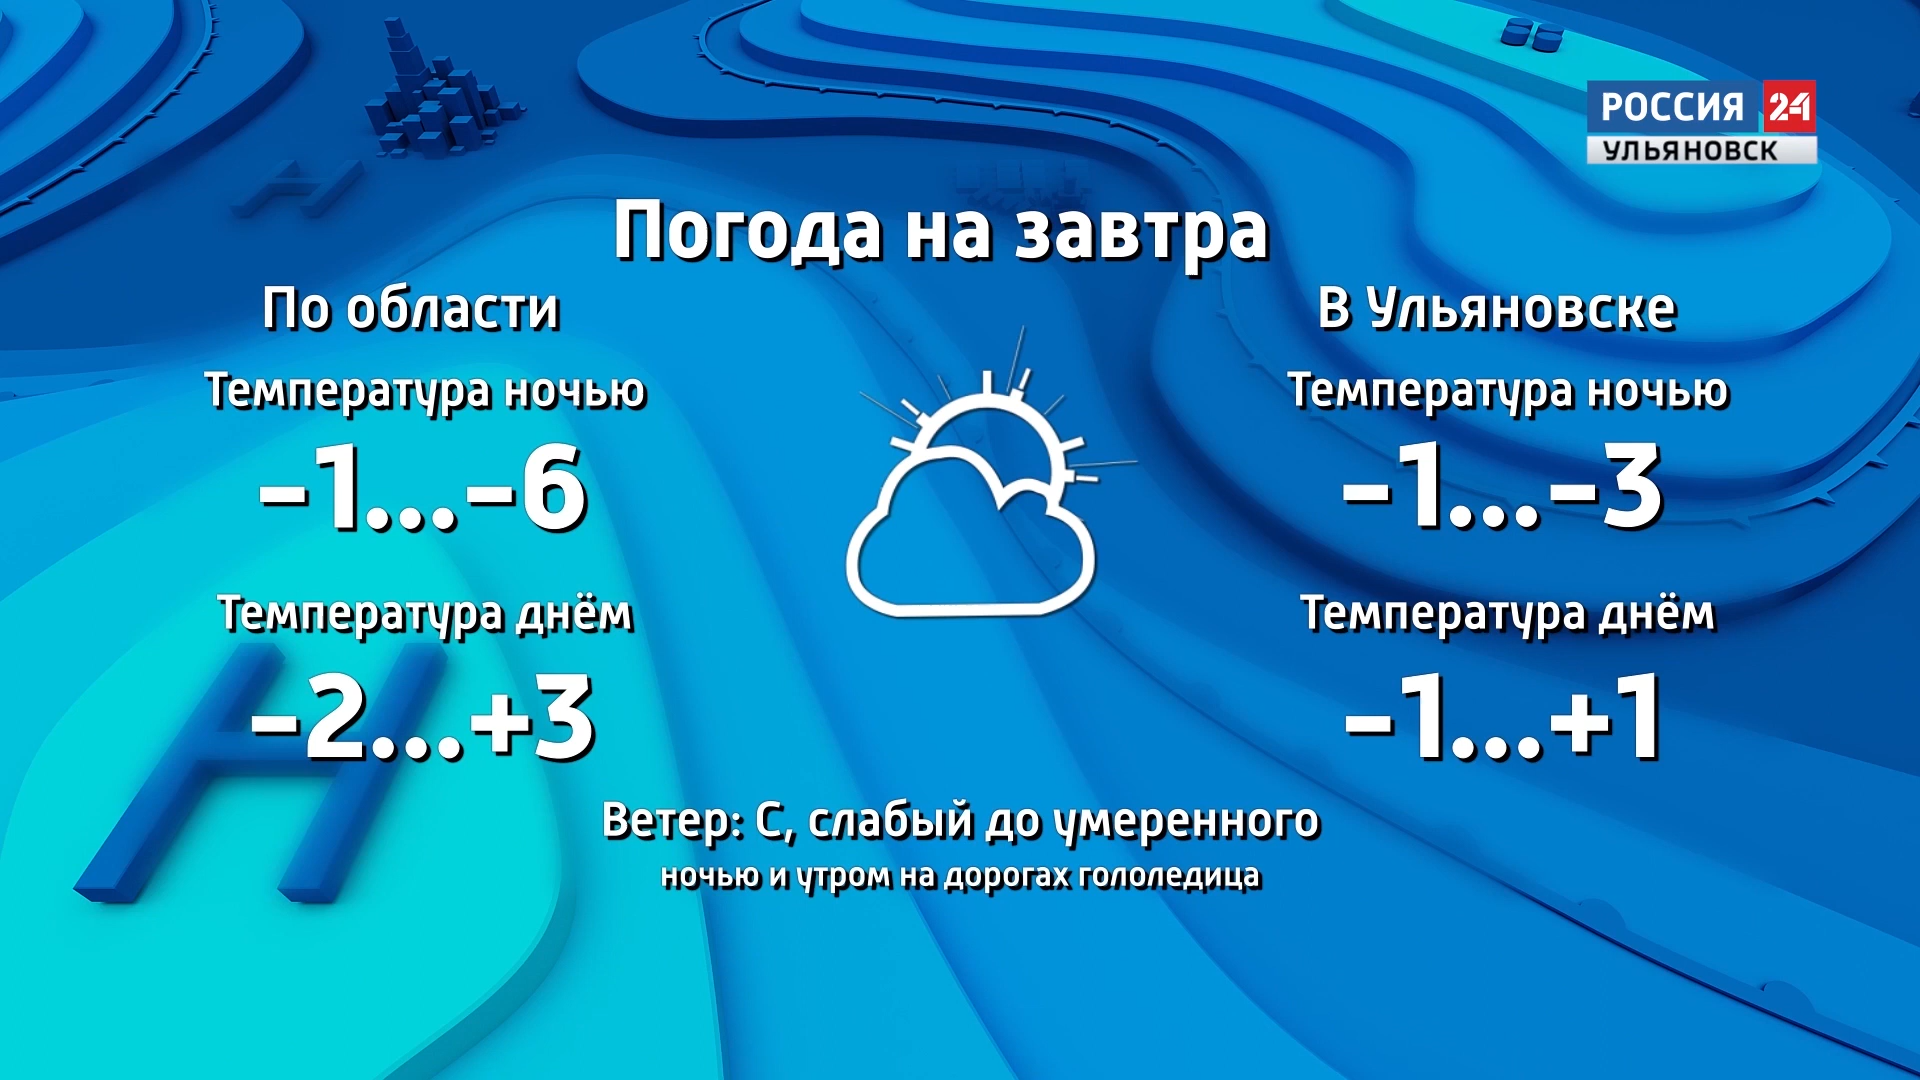 РОССИЯ 24
УЛЬЯНОВСК
Погода на завтра
По области
Температура ночью
-1...-6
Температура днём
-2...+3
В Ульяновске
Температура ночью
-1...-3
Температура днём
-1...+1
Ветер: С, слабый до умеренного
ночью и утром на дорогах гололедица